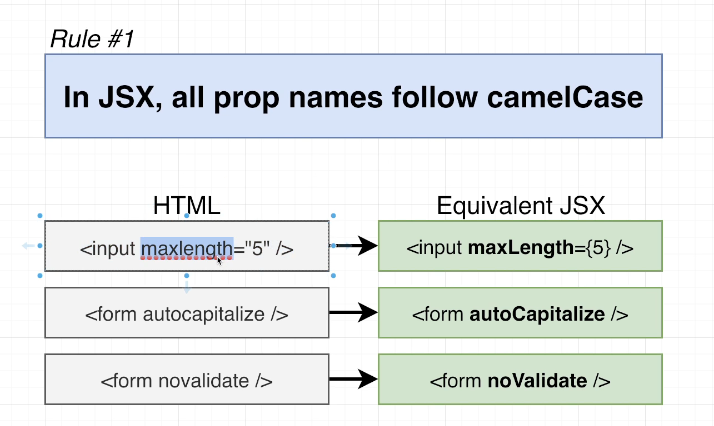 Rule #1
In JSX, all prop names follow camelCase
HTML
Equivalent JSX
<input maxlength="5" />
<input maxLength={5} />
<form autocapitalize />
<form autoCapitalize />
<form novalidate />
<form noValidate />